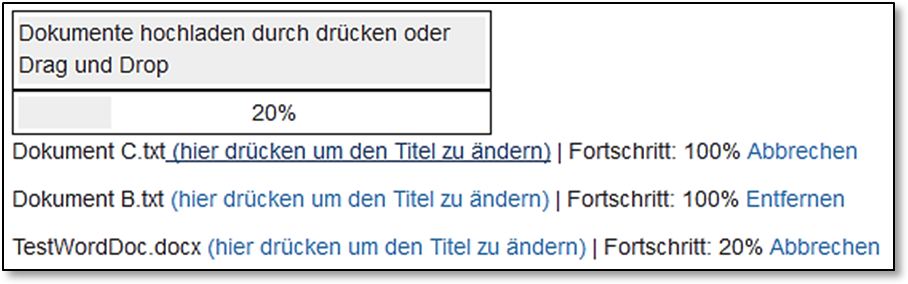 Dokumente hochladen durch drücken oder
Drag und Drop
20%
Dokument C.txt (hier drücken um den Titel zu ändern) | Fortschritt: 100% Abbrechen
Dokument B.txt (hier drücken um den Titel zu ändern) | Fortschritt: 100% Entfernen
TestWordDoc.docx (hier drücken um den Titel zu ändern) | Fortschritt: 20% Abbrechen